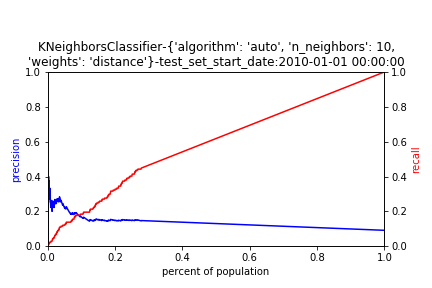 KNeighborsClassifier-{'algorithm': 'auto', 'n_neighbors': 10,
'weights': 'distance'}-test_set_start_date:2010-01-01 00:00:00
1.0
0.8
0.6
0.4
0.2
0.0
precision
1.0
0.8
0.6
0.4
0.2
0.0
recall
0.0 0.2 0.4 0.6 0.8 1.0
percent of population